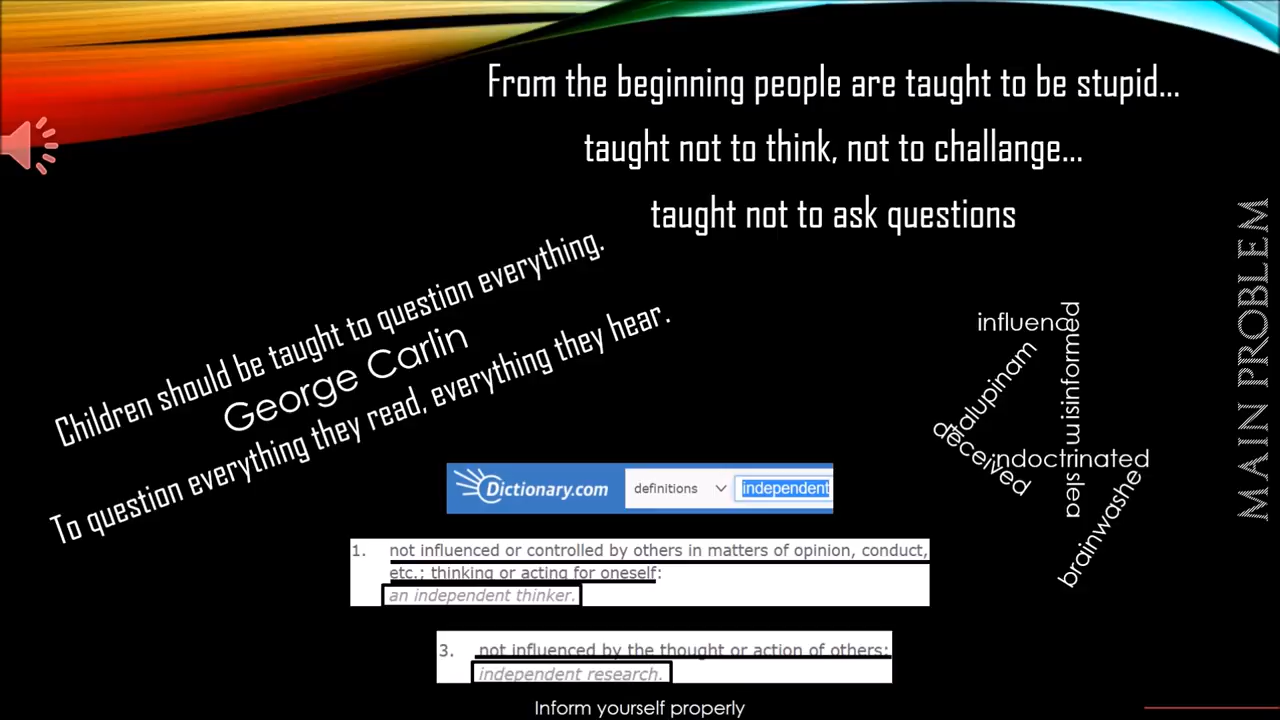 From the beginning people are taught to be stupid...
taught not to think, not to challange...
taught not to ask questions
Children should be taught to question everything.
George Carlin
To question everything they read, everything they hear.
MAIN PROBLEM
influenc
misinformed
deceived
indoctrinated
brainwashe
Dictionary.com definitions independent
1. not influenced or controlled by others in matters of opinion, conduct,
etc.; thinking or acting for oneself:
an independent thinker.
3. not influenced by the thought or action of others:
independent research.
Inform yourself properly